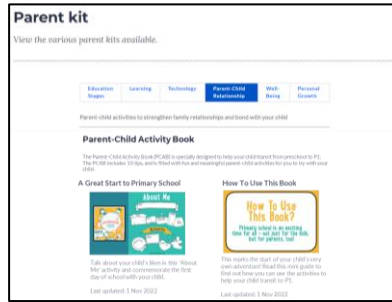 Parent kit
View the various parent kits available.
Education Stages
Learning
Technology
Parent-Child Relationship
Well-Being
Personal Growth
Parent-child activities to strengthen family relationships and bond with your child
Parent-Child Activity Book
The Parent-Child Activity Book (PCAB) is specially designed to help your child transit from preschool to P1.
The PCAB includes 10 tips, and is filled with fun and meaningful parent-child activities for you to try with your
child.
A Great Start to Primary School
About Me
Talk about your child's likes in this 'About
Me' activity and commemorate the first
day of school with your child.
Last updated: 1 Nov 2022
How To Use This Book
How To Use
This Book?
Primary school is an exciting
time for all - not just for the kids,
but for parents, too!
This marks the start of your child's very
own adventure! Read this mini guide to
find out how you can use the activities to
help your child transit to P1.
Last updated: 1 Nov 2022